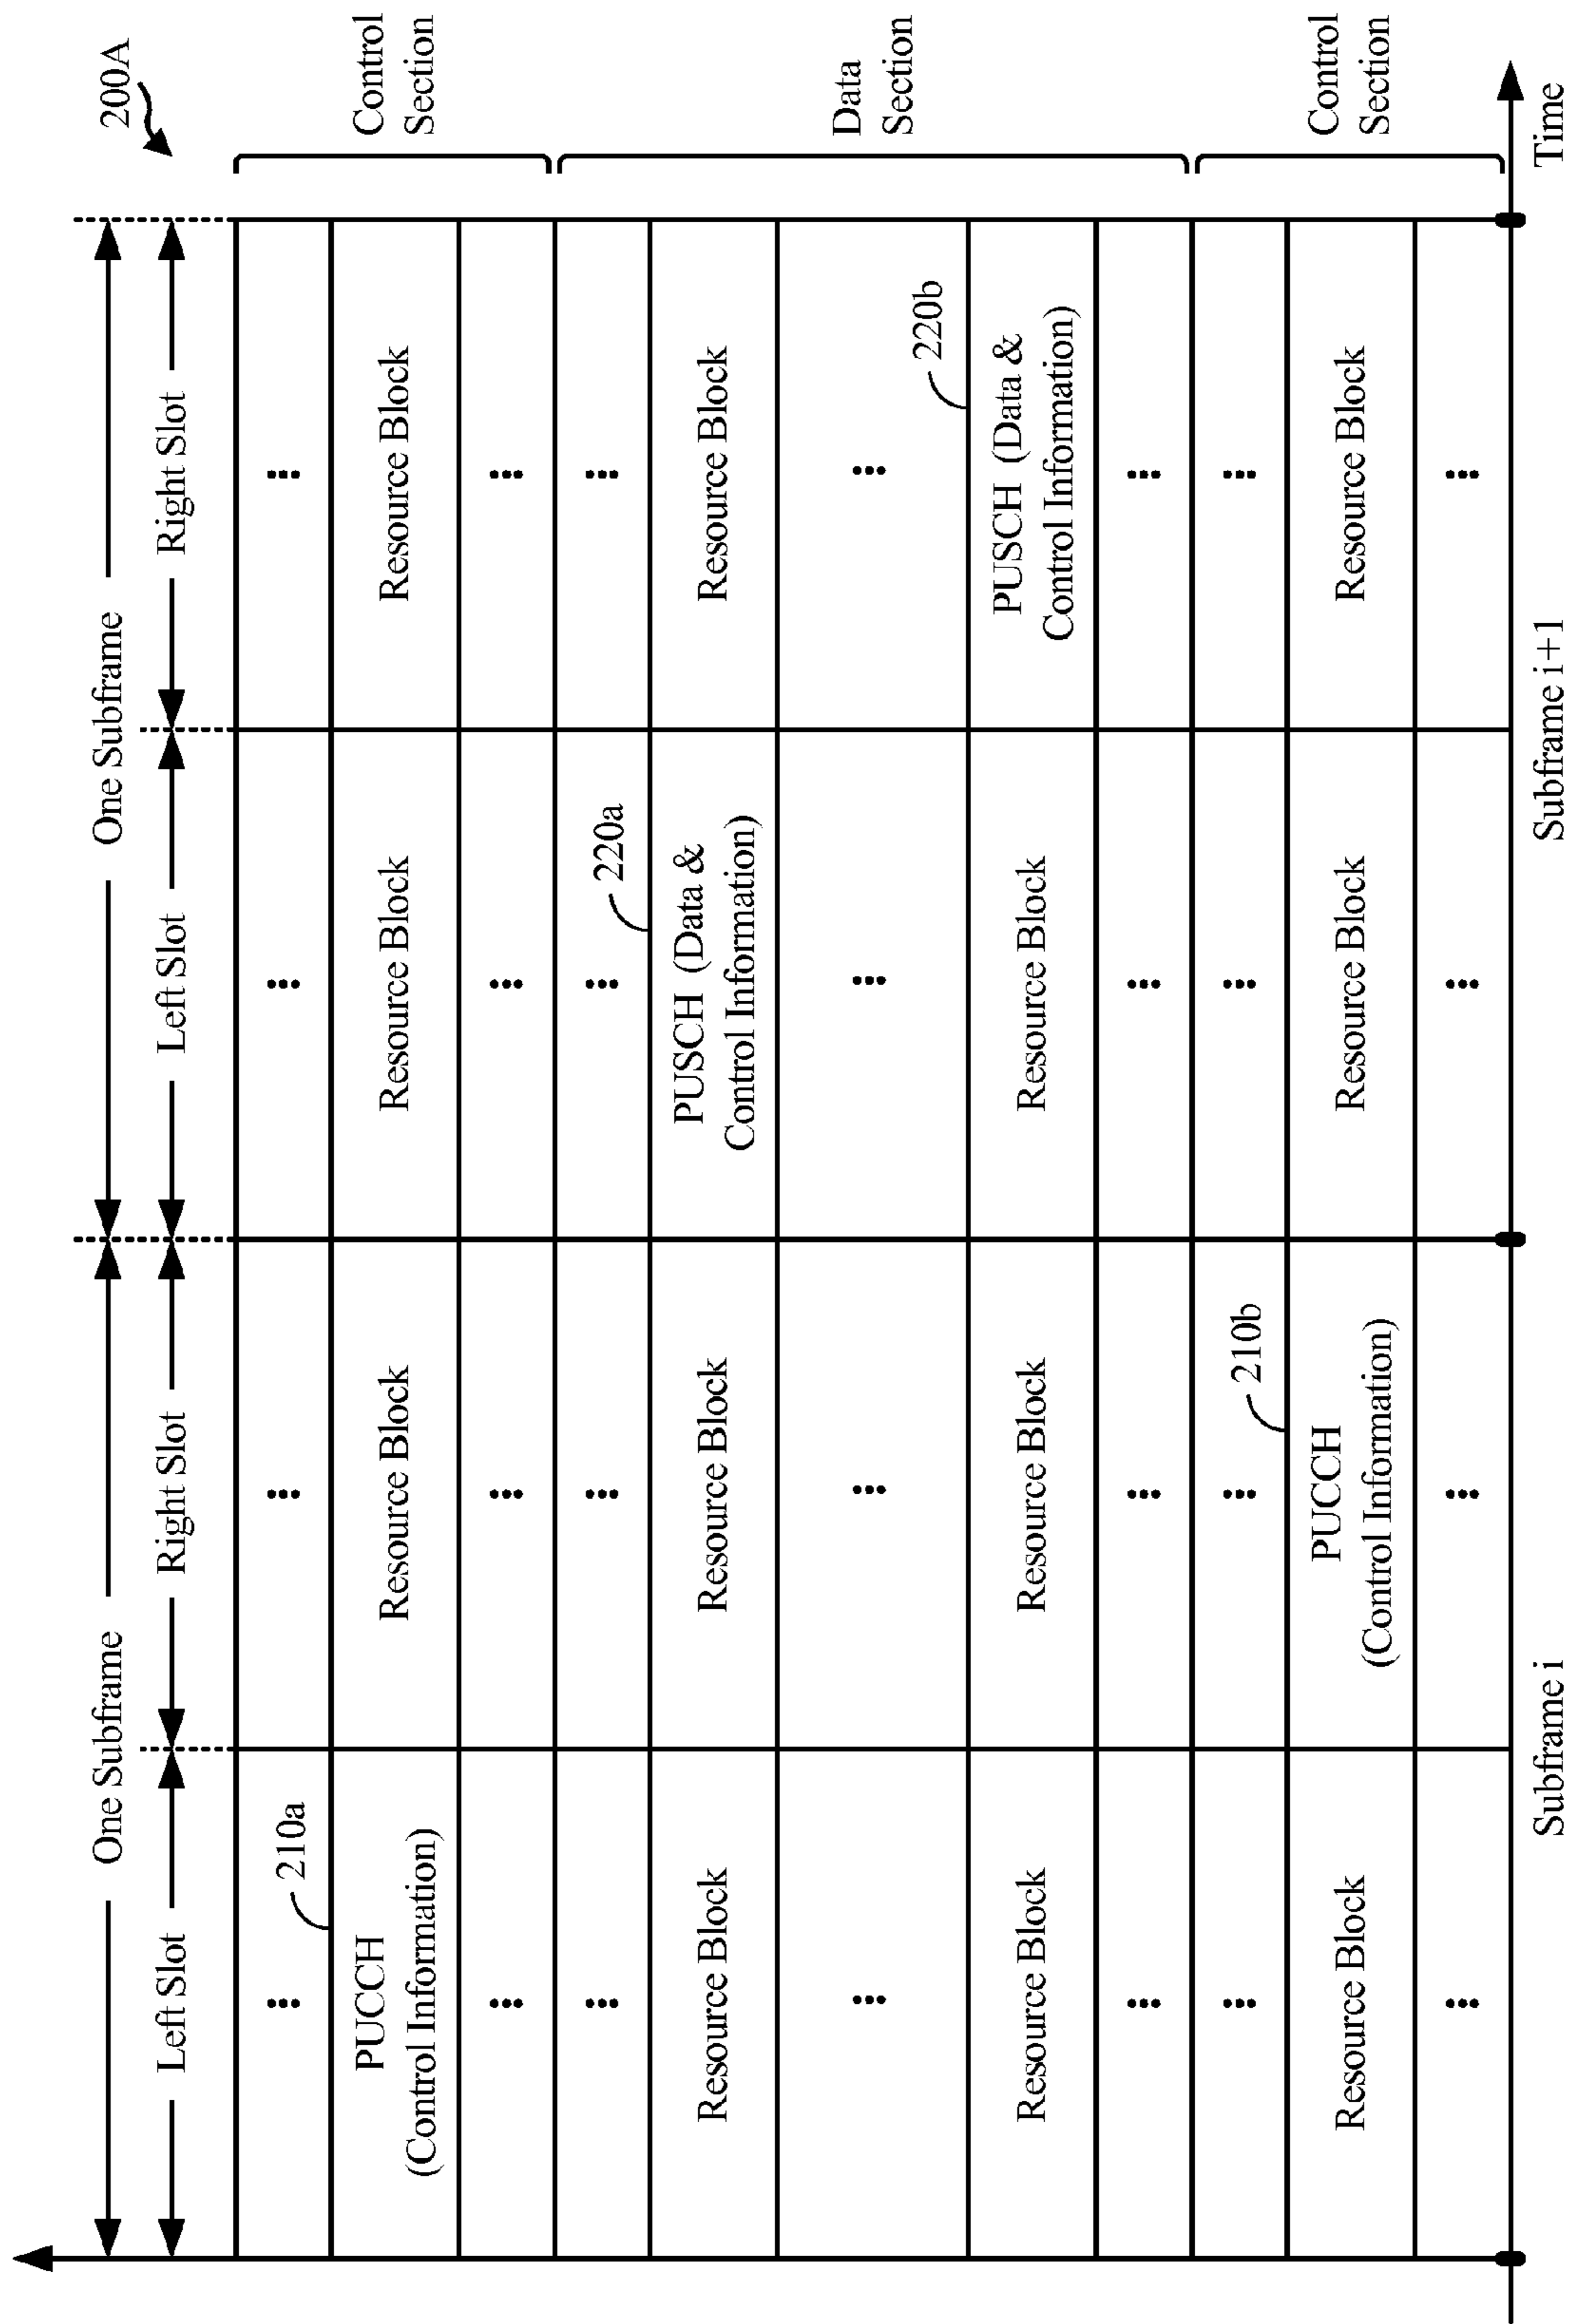 200A
One Subframe
One Subframe
Left Slot
Right Slot
Left Slot
Right Slot
210a
PUCCH
(Control Information)
Resource Block
Resource Block
Resource Block
Control
Section
220a
Resource Block
Resource Block
PUSCH (Data &
Control Information)
Resource Block
Data
Section
220b
Resource Block
Resource Block
Resource Block
PUSCH (Data &
Control Information)
210b
Resource Block
PUCCH
(Control Information)
Resource Block
Resource Block
Control
Section
Subframe i
Subframe i+1
Time